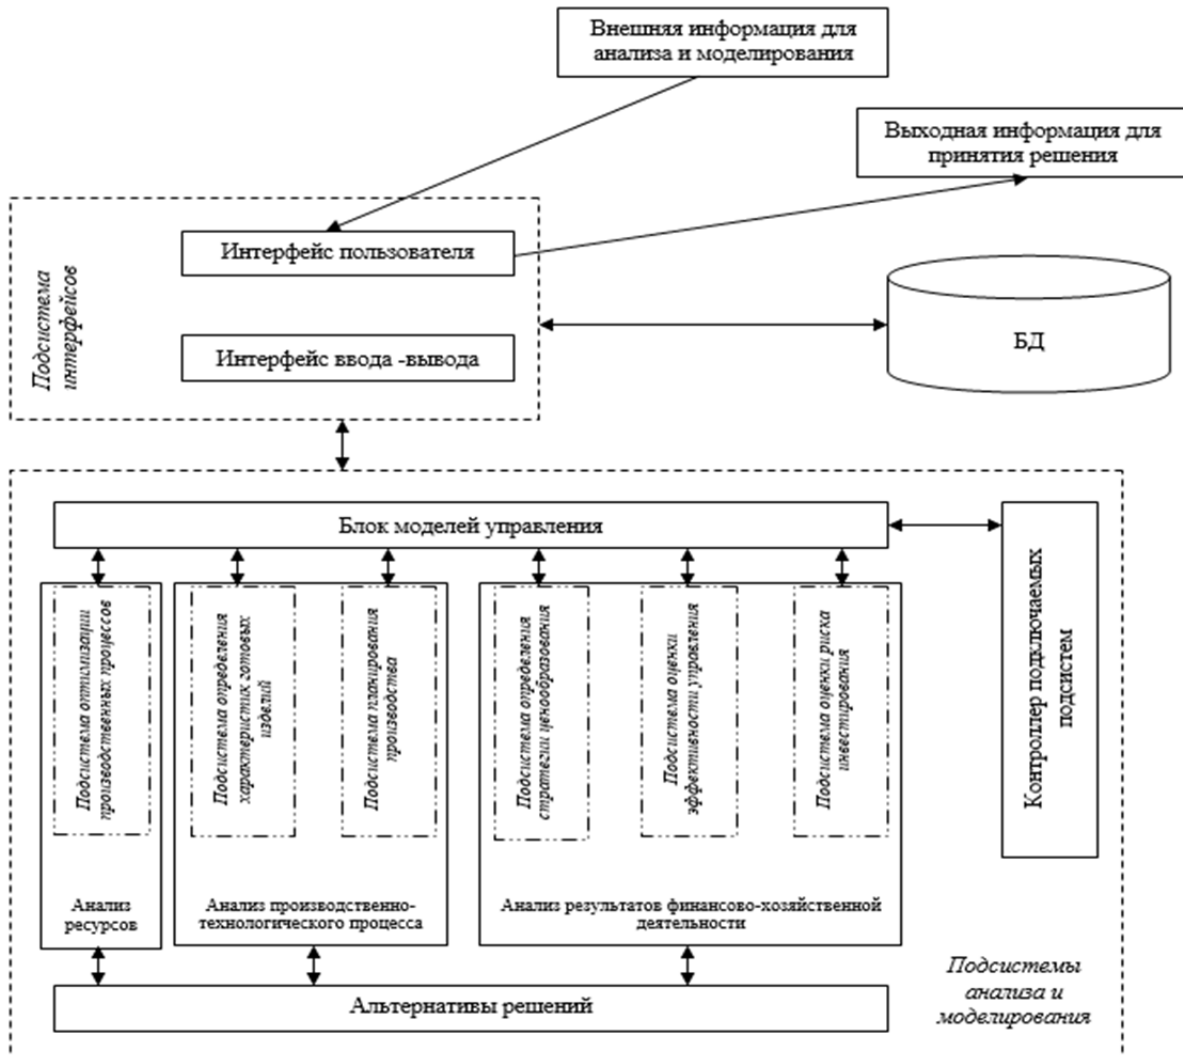 Внешняя информация для
анализа и моделирования
Выходная информация для
принятия решения
Подсистема
интерфейсов
Интерфейс пользователя
Интерфейс ввода -вывода
БД
Блок моделей управления
Контроллер подключаемых
подсистем
Подсистема оптимизации
производственных процессов
Подсистема определения
характеристик готовых
изделий
Подсистема планирования
производства
Подсистема определения
стратегии ценообразования
Подсистема оценки
эффективности управления
Подсистема оценки риска
инвестирования
Анализ
ресурсов
Анализ производственно-
технологического процесса
Анализ результатов финансово-хозяйственной
деятельности
Альтернативы решений
Подсистемы
анализа и
моделирования